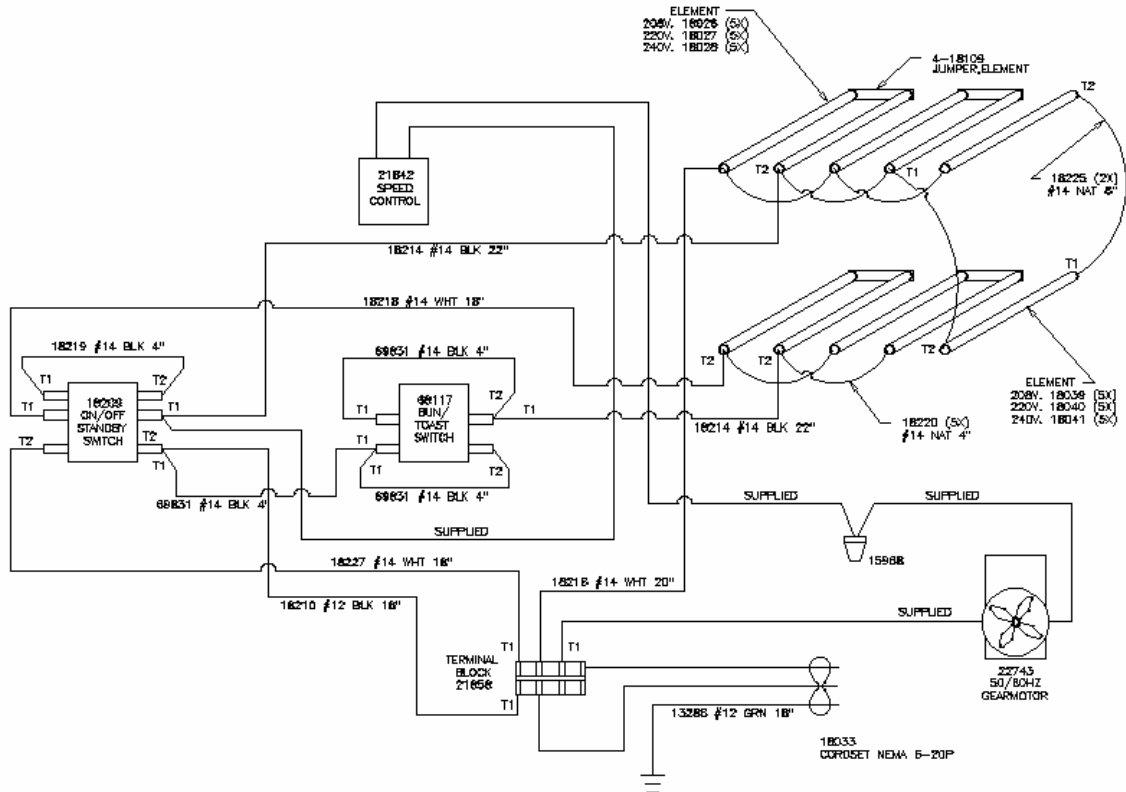 ELEMENT
208V. 18026 (5X)
220V. 18027 (5X)
240V. 18028 (5X)
4-18109
JUMPER,ELEMENT
T2
21642
SPEED
CONTROL
T2
T1
18225 (2X)
#14 NAT 6"
18214 #14 BLK 22"
T1
18218 #14 WHT 18"
18219 #14 BLK 4"
69831 #14 BLK 4"
T1
T2
T1
T1
18209
ON/OFF
STANDBY
SWITCH
T2
T2
T1
68117
BUN/
TOAST
SWITCH
T2
T1
T1
T1
T2
69831 #14 BLK 4"
69831 #14 BLK 4"
T2
T2
T2
18214 #14 BLK 22"
18220 (5X)
#14 NAT 4"
ELEMENT
208V. 18039 (5X)
220V. 18040 (5X)
240V. 18041 (5X)
SUPPLIED
SUPPLIED
SUPPLIED
15968
18227 #14 WHT 18"
18216 #14 WHT 20"
18210 #12 BLK 18"
SUPPLIED
T1
T1
TERMINAL
BLOCK
21658
T1
22743
50/60HZ
GEARMOTOR
13286 #12 GRN 18"
18033
CORDSET NEMA 6-20P